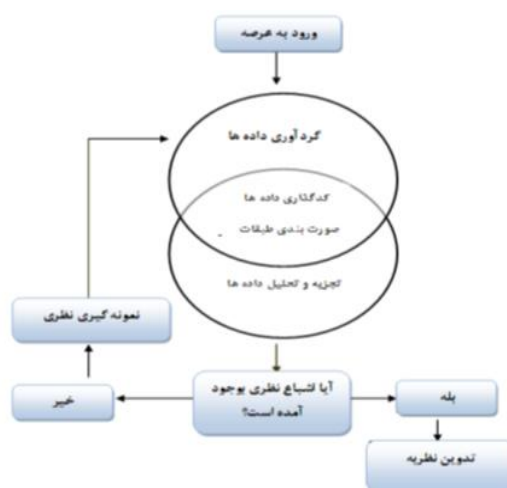 ورود به عرصه
گردآوری داده ها
کدگذاری داده ها
صورت بندی طبقات
تجزیه و تحلیل داده ها
نمونه گیری نظری
آیا اشباع نظری بوجود
آمده است؟
خیر
بله
تدوین نظریه